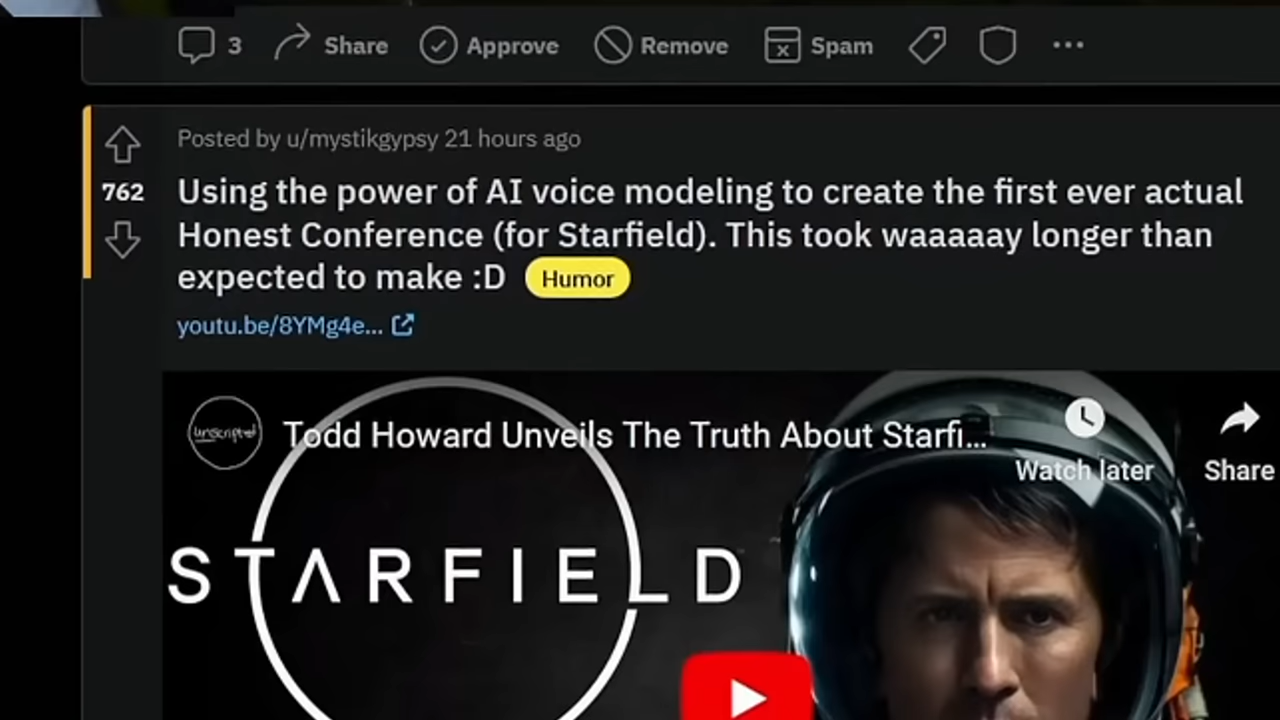 3 Share Approve Remove Spam
Posted by u/mystikgypsy 21 hours ago
762
Using the power of AI voice modeling to create the first ever actual
Honest Conference (for Starfield). This took waaaaay longer than
expected to make :D Humor
youtu.be/8YMg4e...
unscripted
Todd Howard Unveils The Truth About Starfi...
Watch later Share
STARFIELD